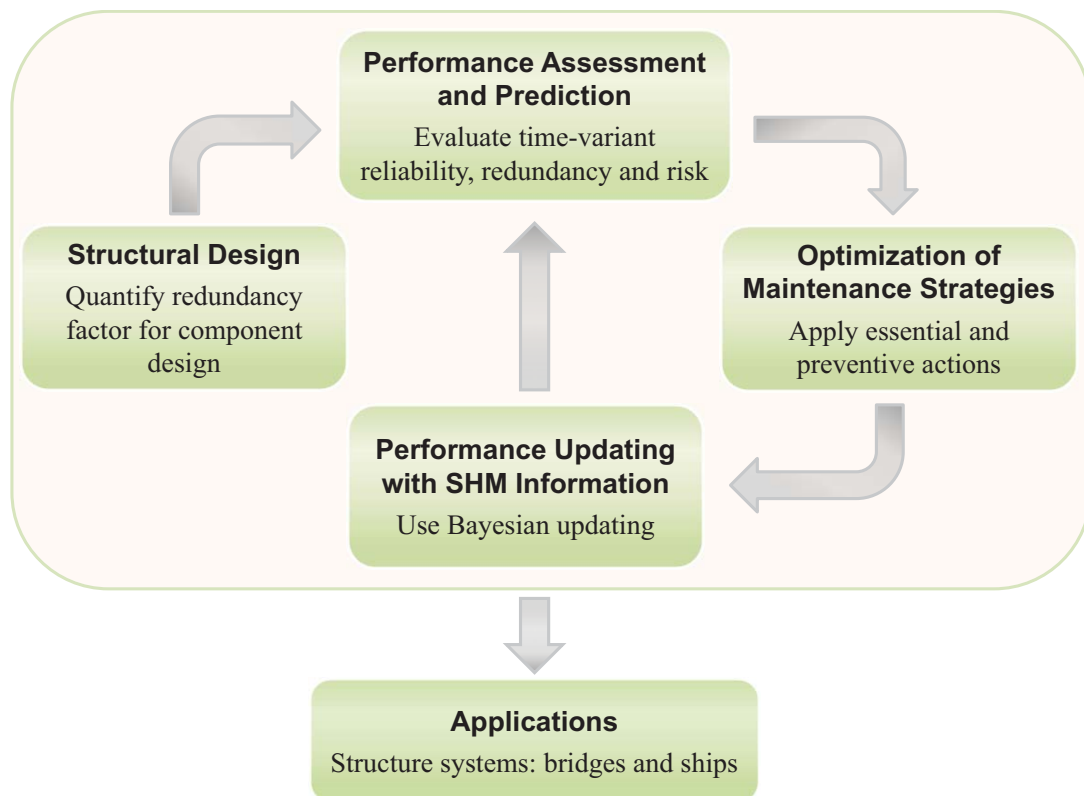 Performance Assessment
and Prediction
Evaluate time-variant
reliability, redundancy and risk
Structural Design
Quantify redundancy
factor for component
design
Optimization of
Maintenance Strategies
Apply essential and
preventive actions
Performance Updating
with SHM Information
Use Bayesian updating
Applications
Structure systems: bridges and ships